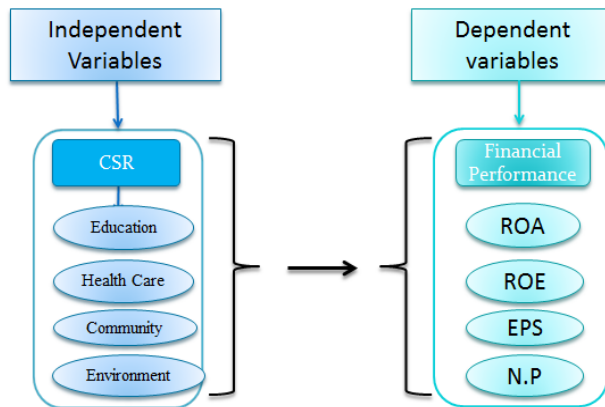 Independent
Variables
CSR
Education
Health Care
Community
Environment
Dependent
variables
Financial
Performance
ROA
ROE
EPS
N.P